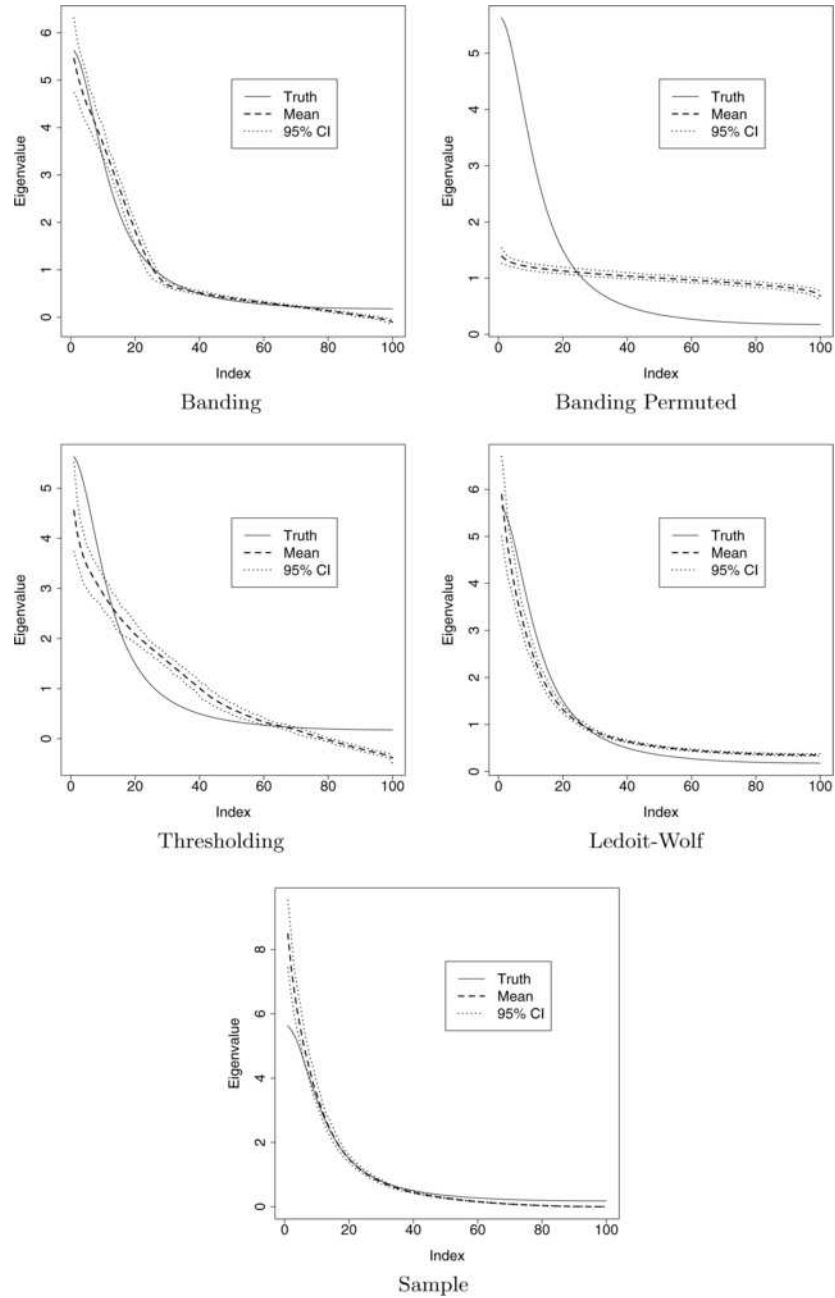 Eigenvalue
6
5
4
3
2
1
0
Truth
Mean
95% CI
0 20 40 60 80 100
Index
Banding
Eigenvalue
5
4
3
2
1
0
Truth
Mean
95% CI
0 20 40 60 80 100
Index
Banding Permuted
Eigenvalue
5
4
3
2
1
0
Truth
Mean
95% CI
0 20 40 60 80 100
Index
Thresholding
Eigenvalue
6
5
4
3
2
1
0
Truth
Mean
95% CI
0 20 40 60 80 100
Index
Ledoit-Wolf
Eigenvalue
8
6
4
2
0
Truth
Mean
95% CI
0 20 40 60 80 100
Index
Sample